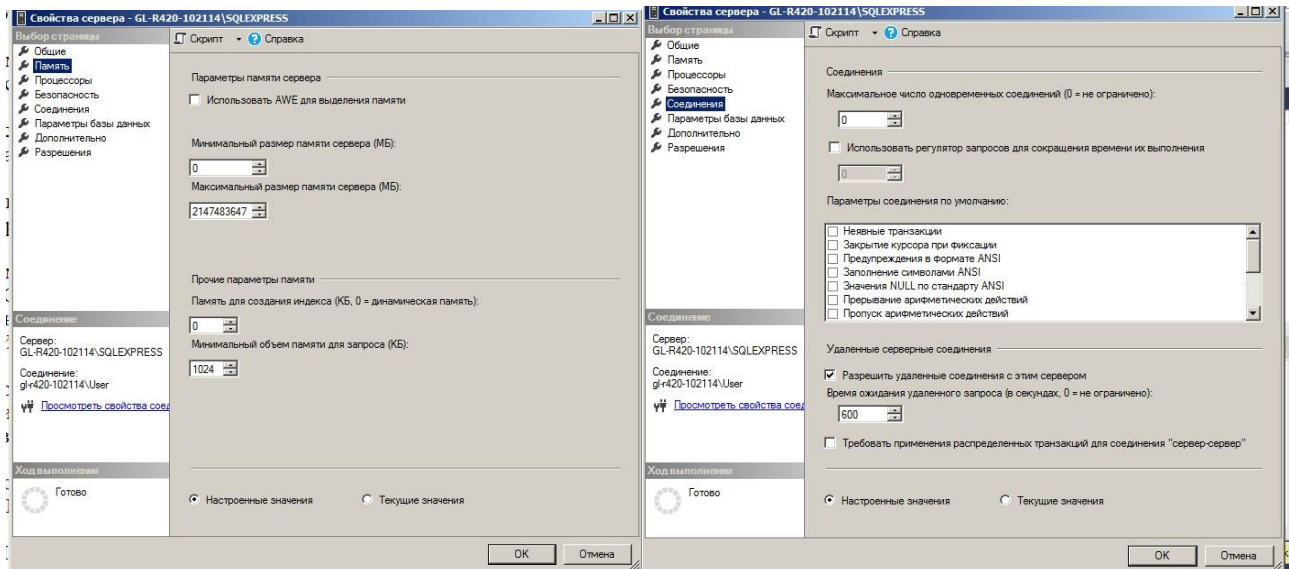 Свойства сервера - GL-R420-102114\SQLEXPRESS
Выбор страницы
Общие
Память
Процессоры
Безопасность
Соединения
Параметры базы данных
Дополнительно
Разрешения
Скрипт
Справка
Параметры памяти сервера
Использовать AWE для выделения памяти
Минимальный размер памяти сервера (МБ):
0
Максимальный размер памяти сервера (МБ):
2147483647
Прочие параметры памяти
Память для создания индекса (КБ, 0 = динамическая память):
0
Минимальный объем памяти для запроса (КБ):
1024
Соединение
Сервер:
GL-R420-102114\SQLEXPRESS
Соединение:
gl-r420-102114\User
Просмотреть свойства соед
Ход выполнения
Готово
Настроенные значения
Текущие значения
OK
Отмена
Свойства сервера - GL-R420-102114\SQLEXPRESS
Выбор страницы
Общие
Память
Процессоры
Безопасность
Соединения
Параметры базы данных
Дополнительно
Разрешения
Скрипт
Справка
Соединения
Максимальное число одновременных соединений (0 = не ограничено):
0
Использовать регулятор запросов для сокращения времени их выполнения
0
Параметры соединения по умолчанию:
Неявные транзакции
Закрытие курсора при фиксации
Предупреждения в формате ANSI
Заполнение символами ANSI
Значения NULL по стандарту ANSI
Прерывание арифметических действий
Пропуск арифметических действий
Удаленные серверные соединения
Разрешить удаленные соединения с этим сервером
Время ожидания удаленного запроса (в секундах, 0 = не ограничено):
600
Требовать применения распределенных транзакций для соединения "сервер-сервер"
Соединение
Сервер:
GL-R420-102114\SQLEXPRESS
Соединение:
gl-r420-102114\User
Просмотреть свойства соед
Ход выполнения
Готово
Настроенные значения
Текущие значения
OK
Отмена